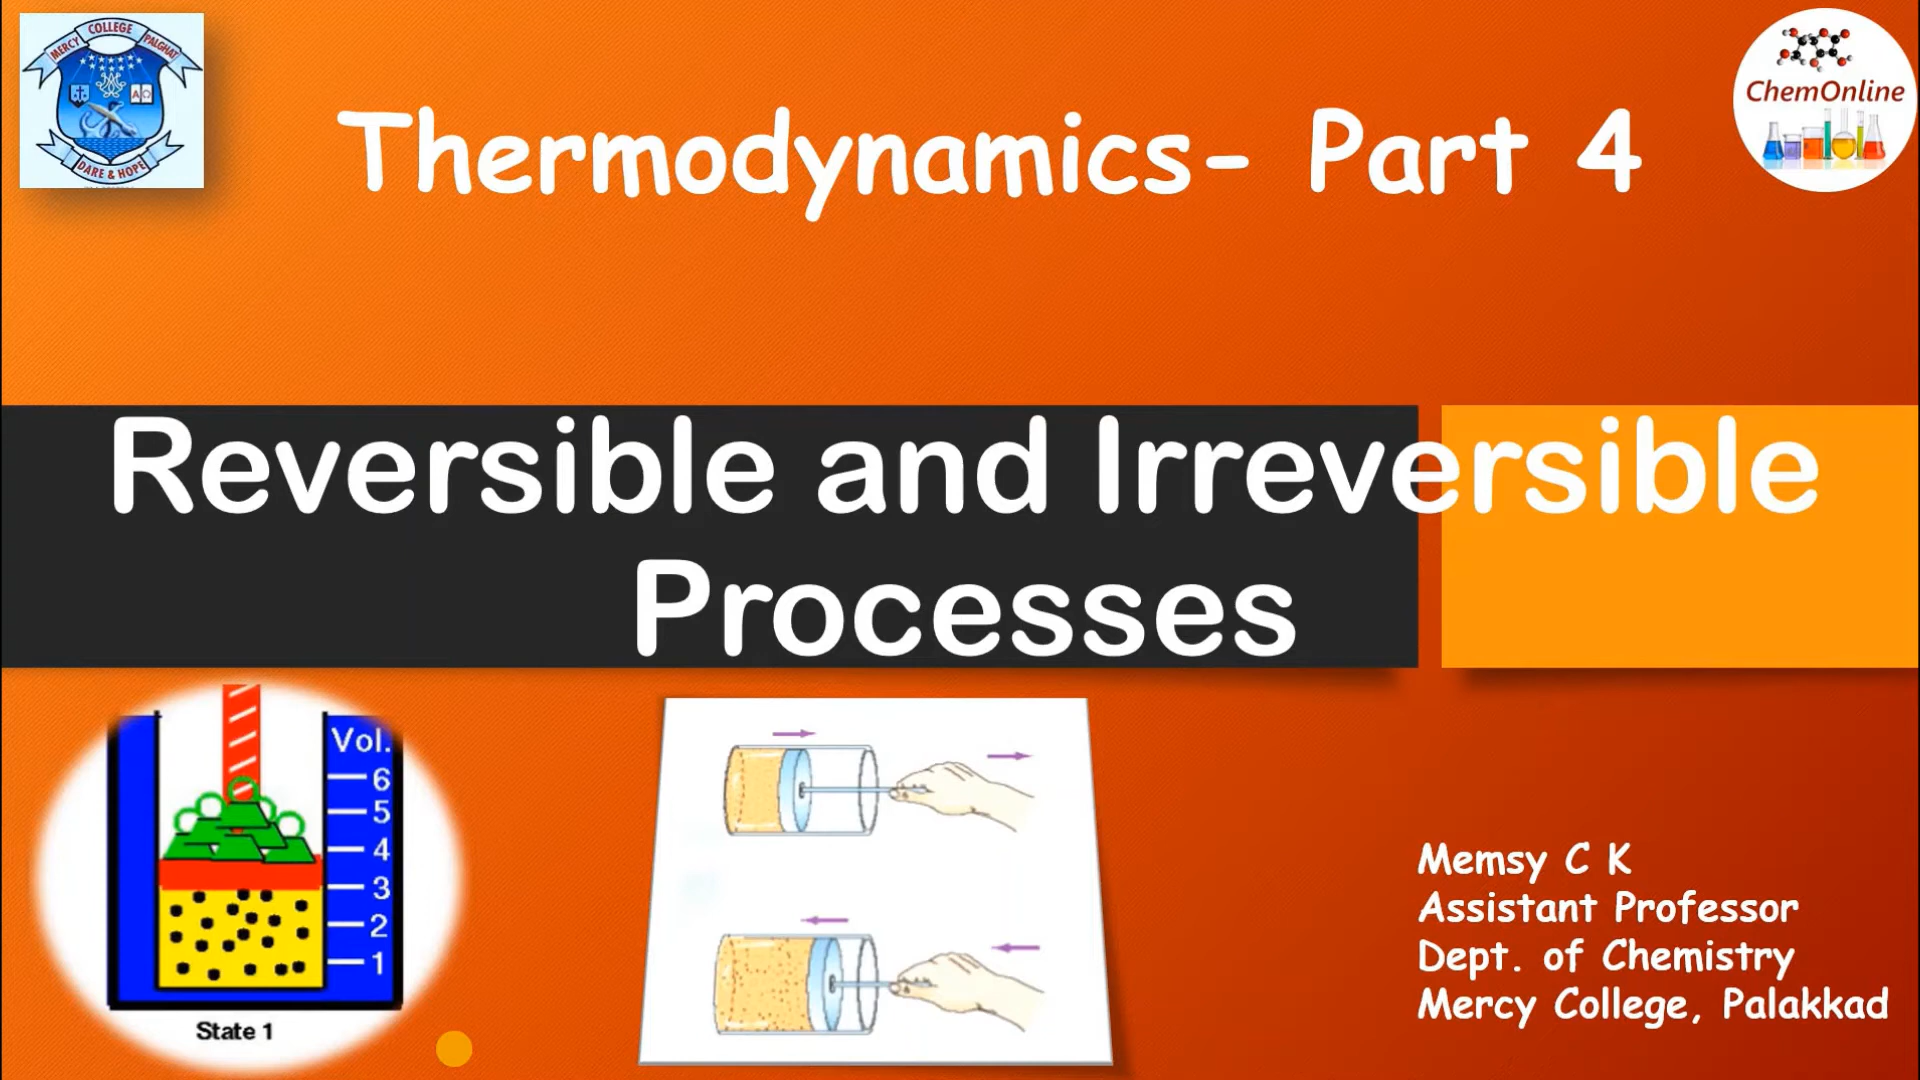 MERCY COLLEGE PALGHAT
A Ω
DARE & HOPE
ChemOnline
Thermodynamics- Part 4
Reversible and Irreversible
Processes
Vol.
6
5
4
3
2
1
State 1
Memsy C K
Assistant Professor
Dept. of Chemistry
Mercy College, Palakkad